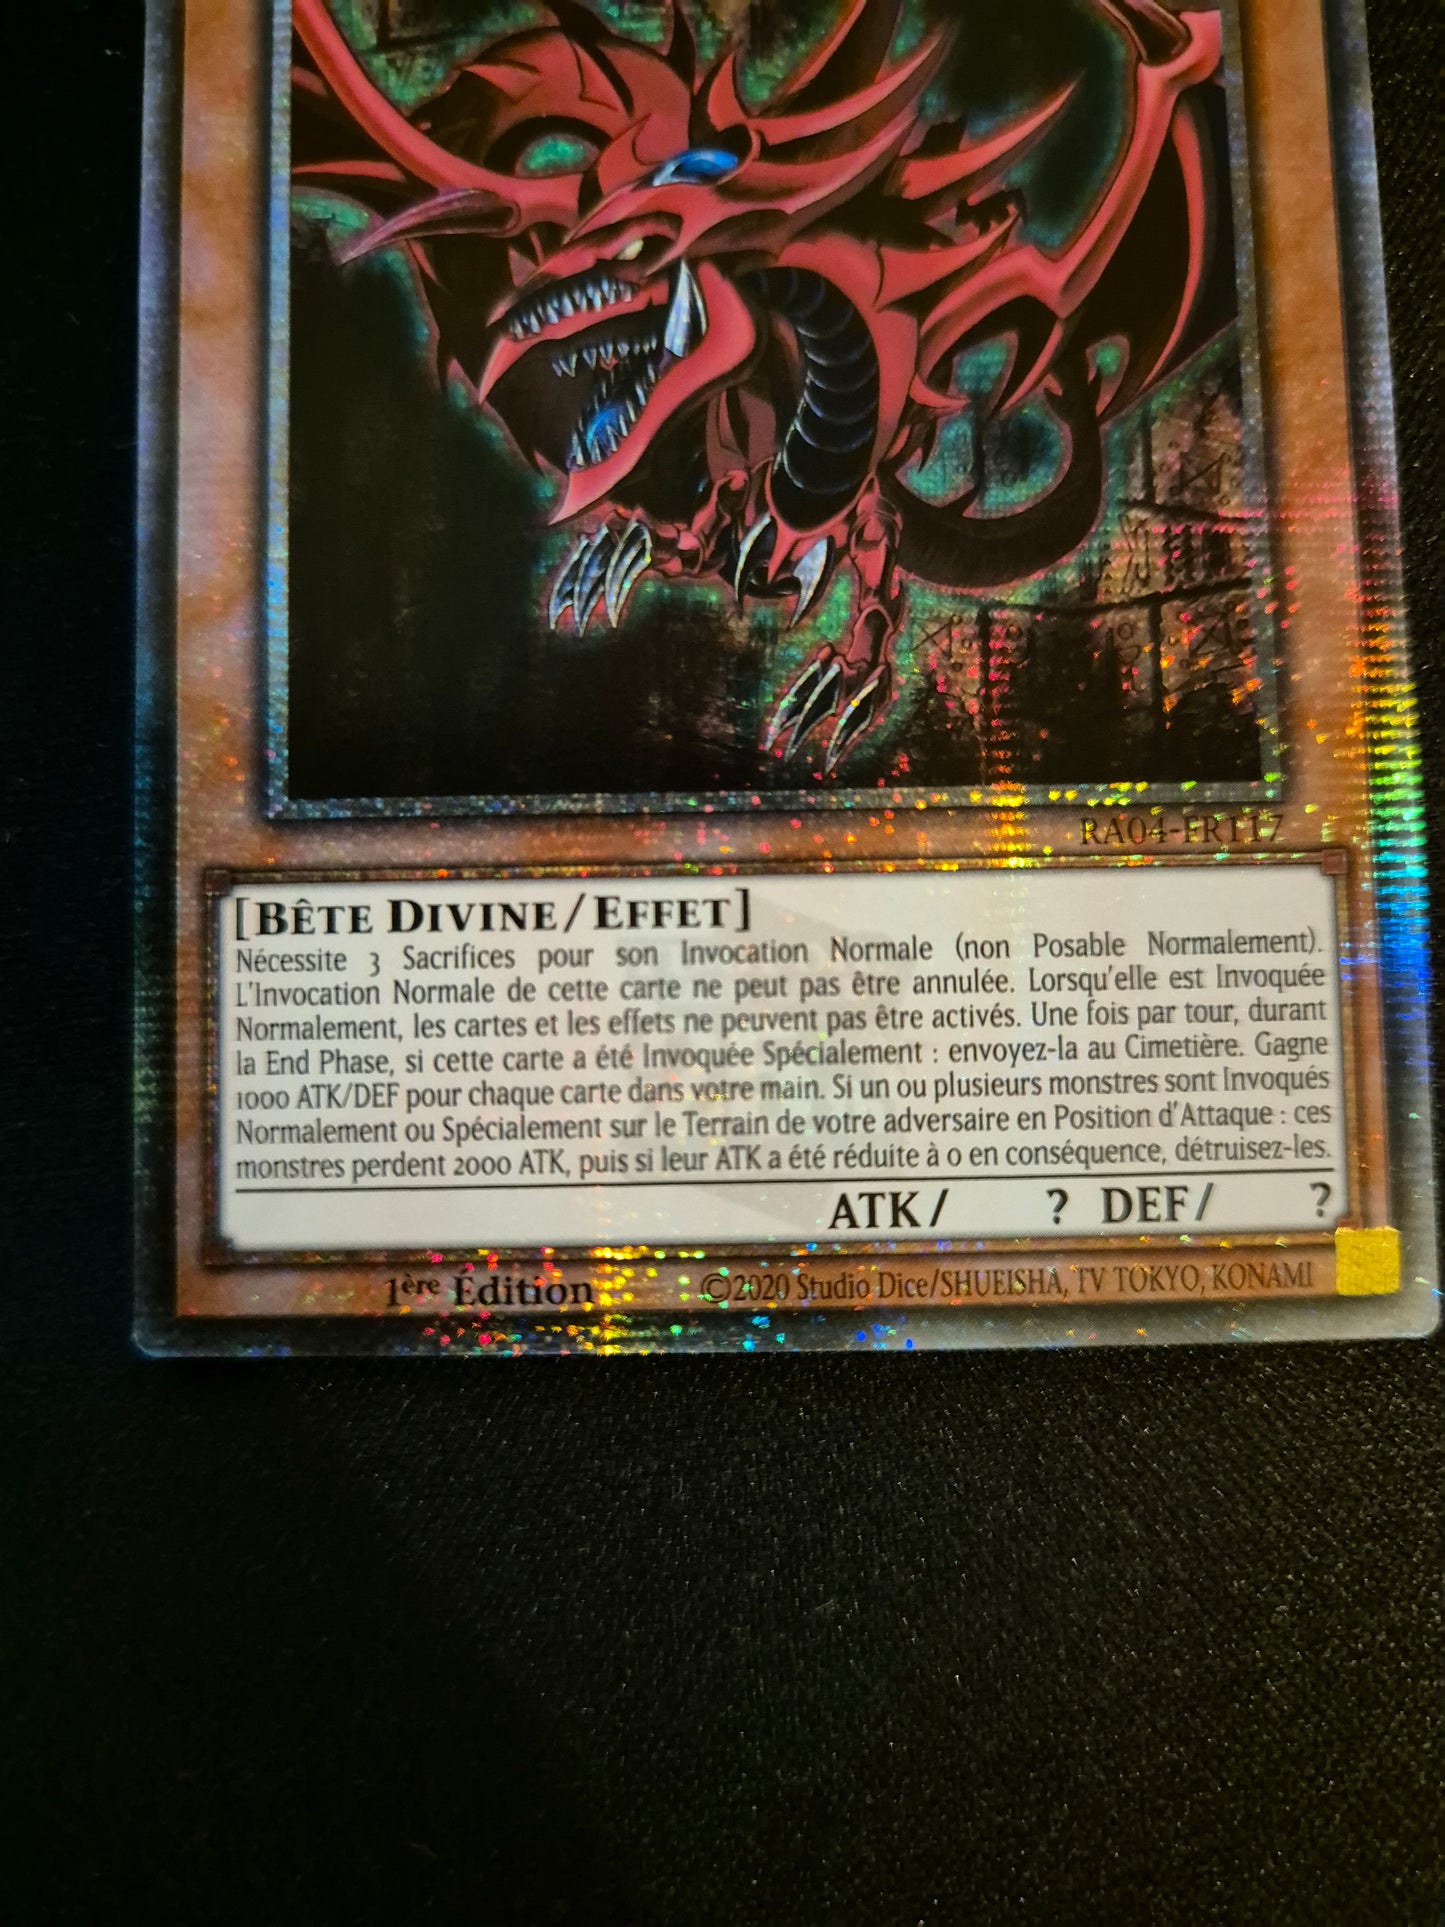 RA04-FR117
[BÊTE DIVINE/EFFET]
Nécessite 3 Sacrifices pour son Invocation Normale (non Posable Normalement).
L'Invocation Normale de cette carte ne peut pas être annulée. Lorsqu'elle est Invoquée
Normalement, les cartes et les effets ne peuvent pas être activés. Une fois par tour, durant
la End Phase, si cette carte a été Invoquée Spécialement : envoyez-la au Cimetière. Gagne
1000 ATK/DEF pour chaque carte dans votre main. Si un ou plusieurs monstres sont Invoqués
Normalement ou Spécialement sur le Terrain de votre adversaire en Position d'Attaque : ces
monstres perdent 2000 ATK, puis si leur ATK a été réduite à 0 en conséquence, détruisez-les.
ATK/ ? DEF/ ?
1ère Édition ©2020 Studio Dice/SHUEISHA, TV TOKYO, KONAMI